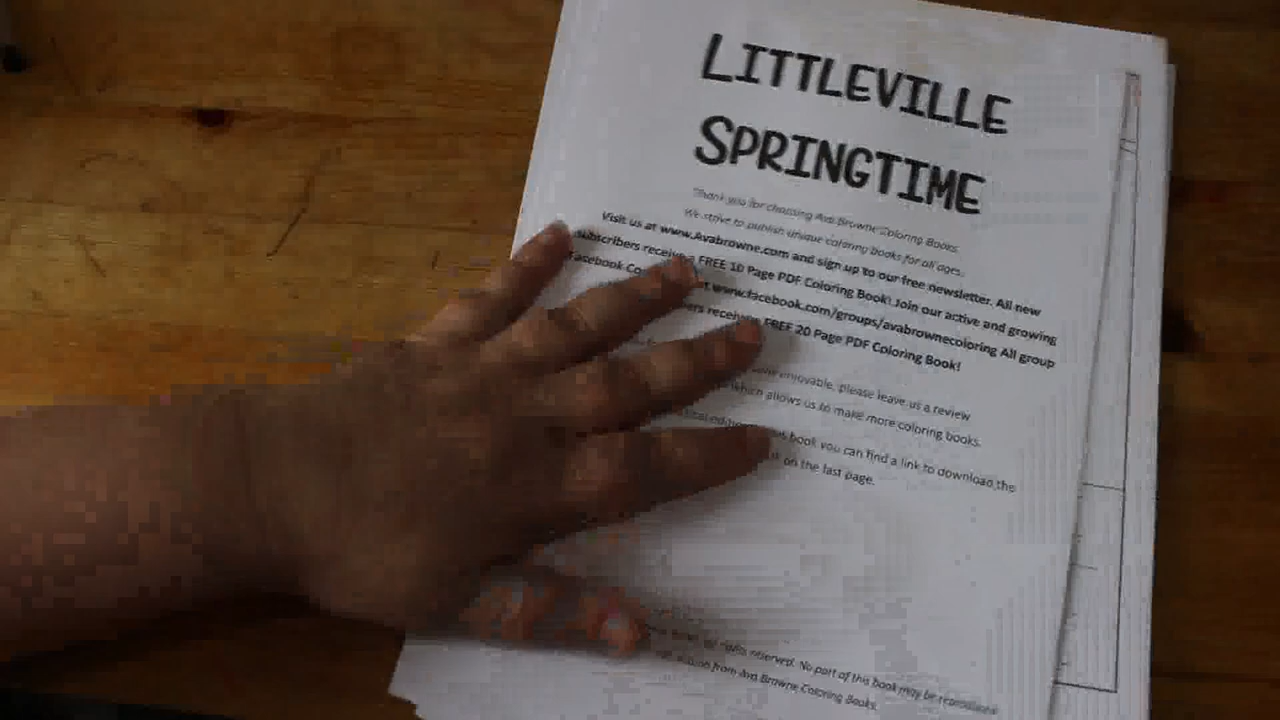 LITTLEVILLE
SPRINGTIME
Thank you for choosing Ava Browne Coloring Books.
We strive to publish unique coloring books for all ages.
Visit us at www.Avabrowne.com and sign up to our free newsletter. All new
subscribers receive a FREE 10 Page PDF Coloring Book! Join our active and growing
Facebook at www.facebook.com/groups/avabrownecoloring All group
receive FREE 20 Page PDF Coloring Book!
enjoyable, please leave us a review
which allows us to make more coloring books.
book you can find a link to download the
on the last page.
rights reserved. No part of this book may be reproduced
from Ava Browne Coloring Books.